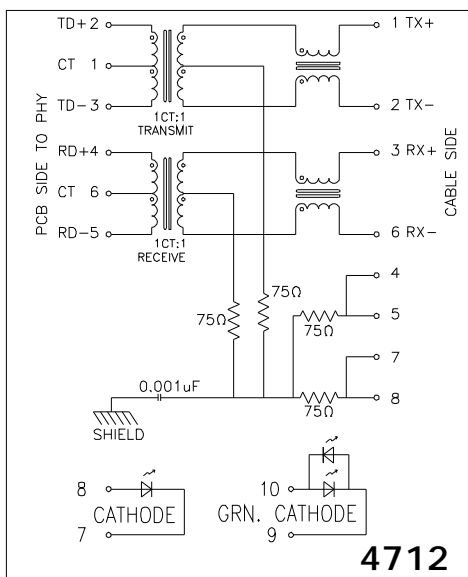 TD+2
1 TX+
CT 1
TD-3
2 TX-
1CT:1
TRANSMIT
RD+4
3 RX+
CT 6
RD-5
6 RX-
1CT:1
RECEIVE
PCB SIDE TO PHY
CABLE SIDE
4
75Ω
75Ω
5
75Ω
7
8
75Ω
0.001uF
SHIELD
8
10
CATHODE
GRN. CATHODE
7
9
4712